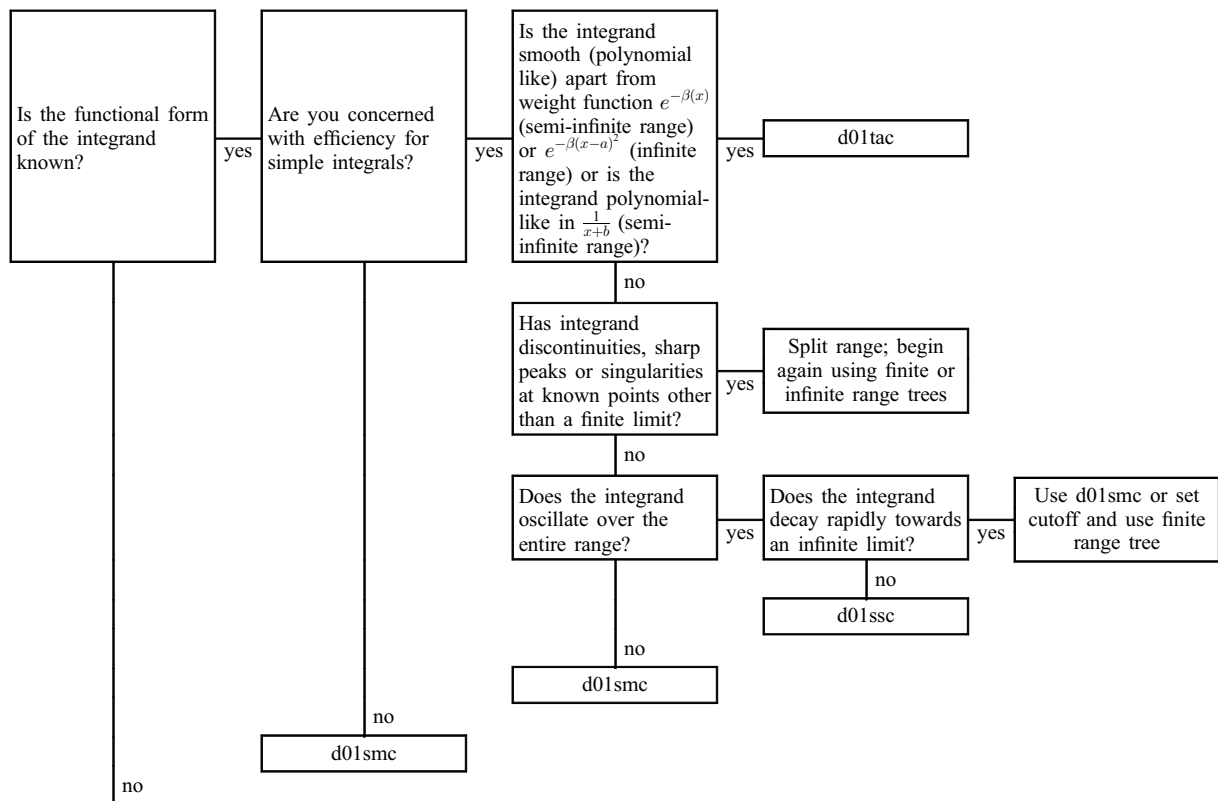 Is the functional form
of the integrand
known?
yes
Are you concerned
with efficiency for
simple integrals?
yes
Is the integrand
smooth (polynomial
like) apart from
weight function $e^{-\beta(x)}$
(semi-infinite range)
or $e^{-\beta(x-a)^2}$ (infinite
range) or is the
integrand polynomial-
like in $\frac{1}{x+b}$ (semi-
infinite range)?
yes
d01tac
no
Has integrand
discontinuities, sharp
peaks or singularities
at known points other
than a finite limit?
yes
Split range; begin
again using finite or
infinite range trees
no
Does the integrand
oscillate over the
entire range?
yes
Does the integrand
decay rapidly towards
an infinite limit?
yes
Use d01smc or set
cutoff and use finite
range tree
no
d01ssc
no
d01smc
no
d01smc
no